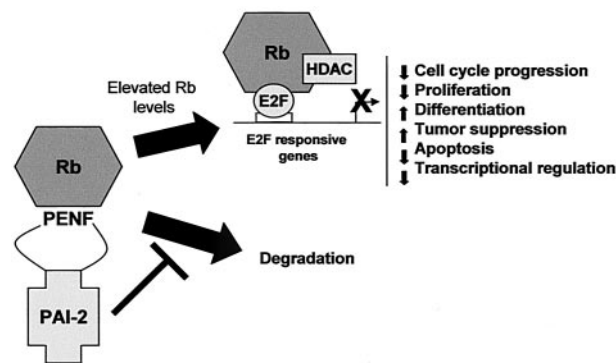 Rb
HDAC
E2F
X
E2F responsive
genes
Elevated Rb
levels
Cell cycle progression
Proliferation
Differentiation
Tumor suppression
Apoptosis
Transcriptional regulation
Rb
PENF
PAI-2
Degradation